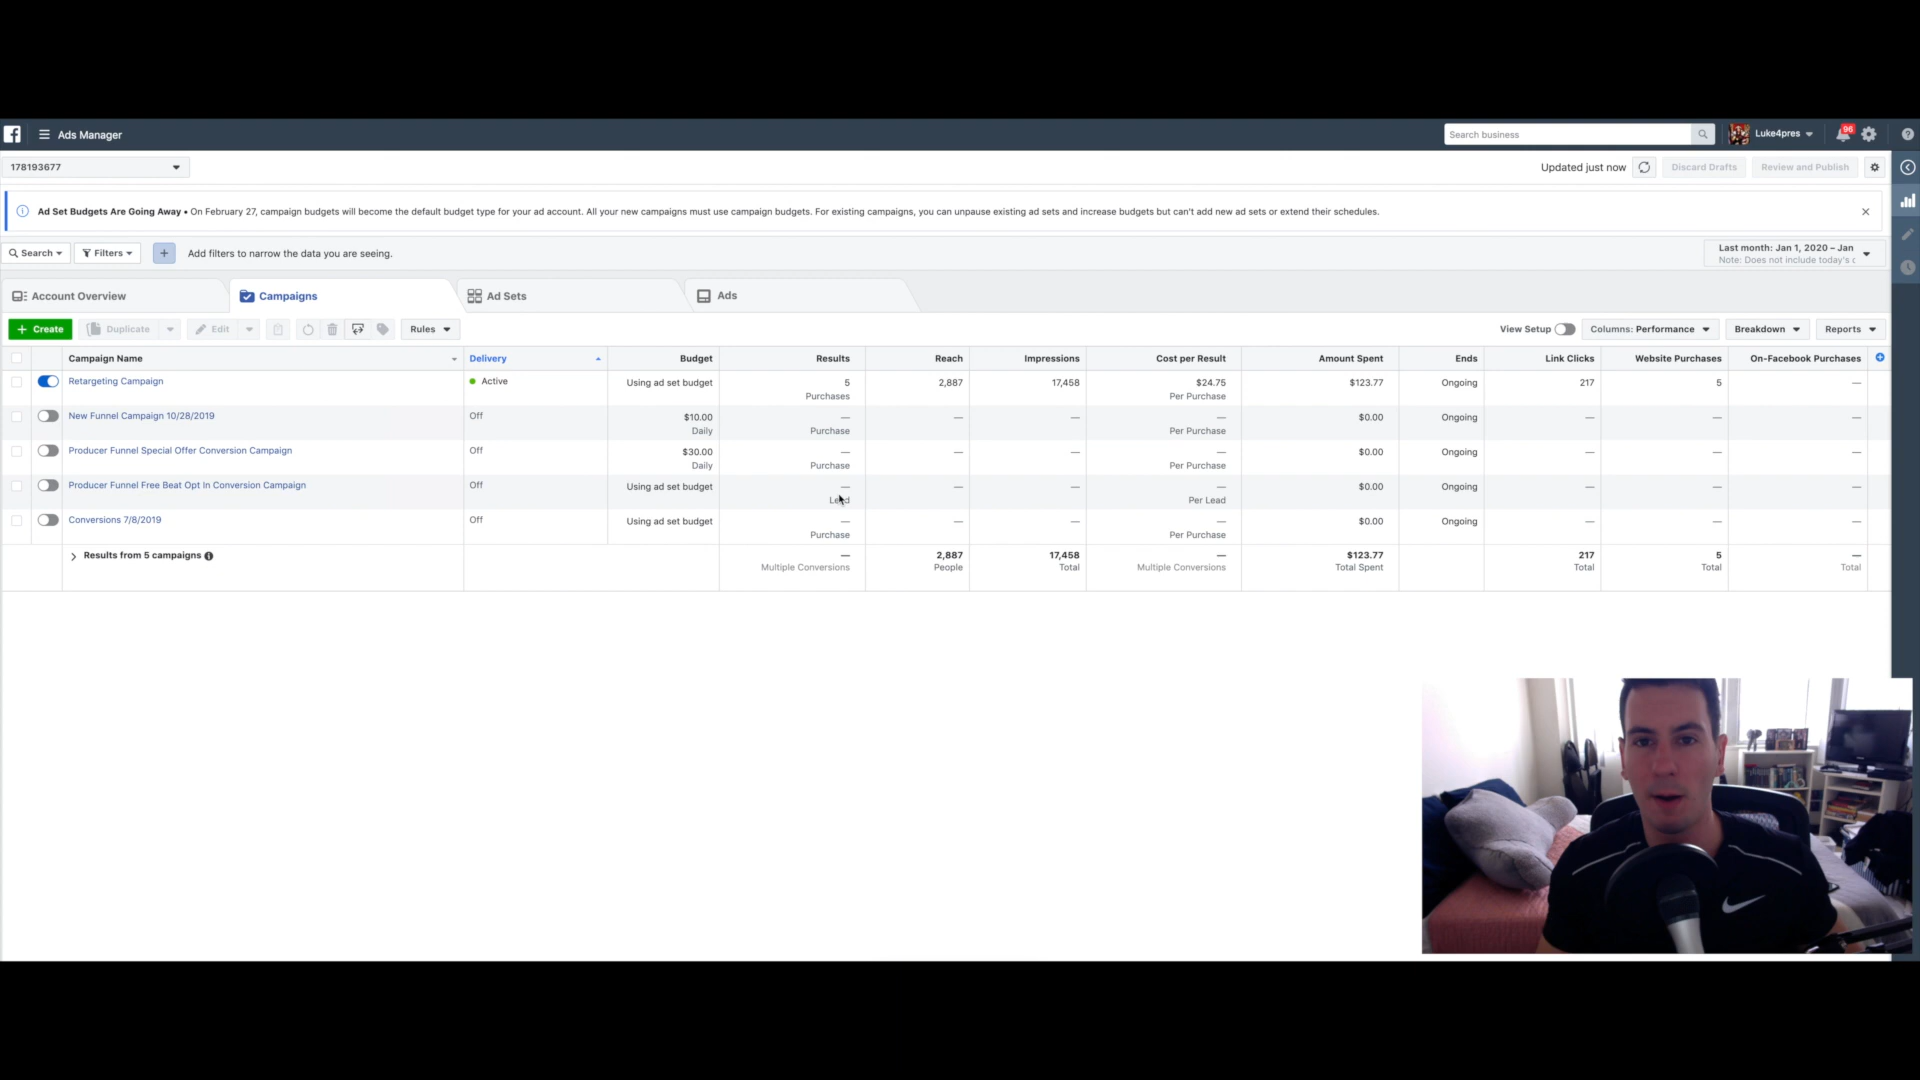 Ads Manager
Search business
Luke4pres
96
178193677
Updated just now
Discard Drafts
Review and Publish
Ad Set Budgets Are Going Away • On February 27, campaign budgets will become the default budget type for your ad account. All your new campaigns must use campaign budgets. For existing campaigns, you can unpause existing ad sets and increase budgets but can't add new ad sets or extend their schedules.
Search
Filters
Add filters to narrow the data you are seeing.
Last month: Jan 1, 2020 – Jan
Note: Does not include today's
Account Overview
Campaigns
Ad Sets
Ads
+ Create
Duplicate
Edit
Rules
View Setup
Columns: Performance
Breakdown
Reports
Campaign Name Delivery Budget Results Reach Impressions Cost per Result Amount Spent Ends Link Clicks Website Purchases On-Facebook Purchases
Retargeting Campaign Active Using ad set budget 5 2,887 17,458 $24.75 $123.77 Ongoing 217 5 —
Purchases Per Purchase
New Funnel Campaign 10/28/2019 Off $10.00 — — — — $0.00 Ongoing — — —
Daily Purchase Per Purchase
Producer Funnel Special Offer Conversion Campaign Off $30.00 — — — — $0.00 Ongoing — — —
Daily Purchase Per Purchase
Producer Funnel Free Beat Opt In Conversion Campaign Off Using ad set budget — — — — $0.00 Ongoing — — —
Lead Per Lead
Conversions 7/8/2019 Off Using ad set budget — — — — $0.00 Ongoing — — —
Purchase Per Purchase
Results from 5 campaigns — 2,887 17,458 — $123.77 217 5 —
Multiple Conversions People Total Multiple Conversions Total Spent Total Total Total